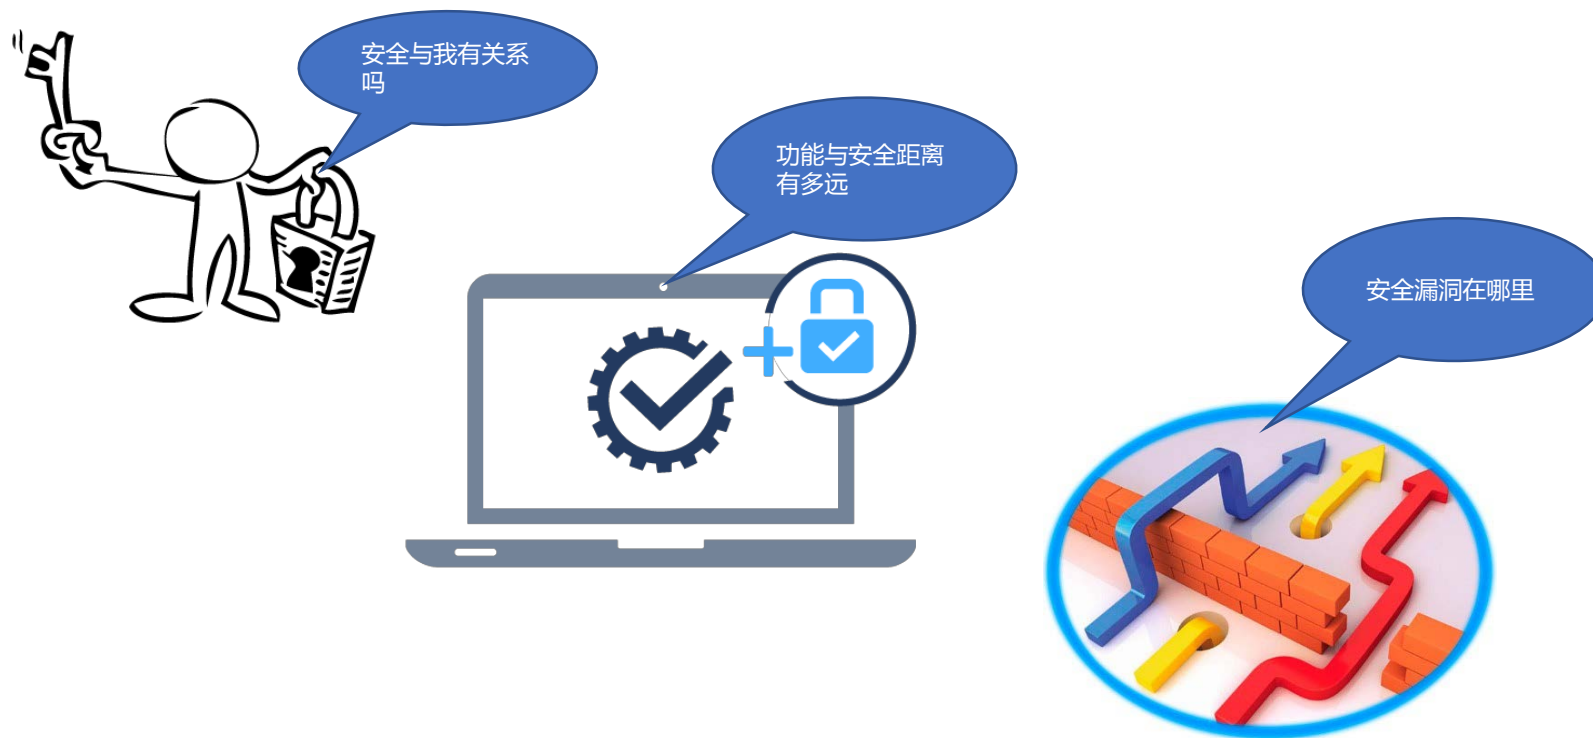 安全与我有关系
吗
功能与安全距离
有多远
安全漏洞在哪里